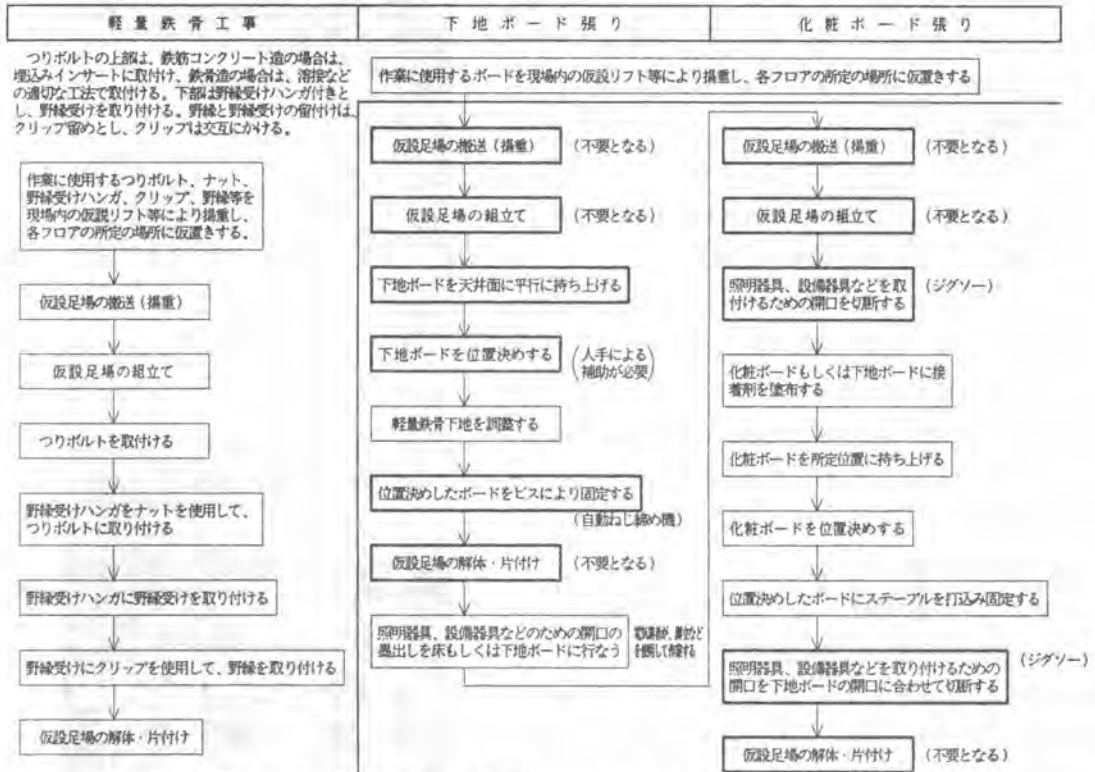 軽量鉄骨工事
下地ボード張り
化粧ボード張り
つりボルトの上部は、鉄筋コンクリート造の場合は、
埋込みインサートに取付け、鉄骨造の場合は、溶接など
の適切な工法で取付ける。下部は野縁受けハンガ付きと
し、野縁受けを取り付ける。野縁と野縁受けの留付けは、
クリップ留めとし、クリップは交互にかける。
作業に使用するつりボルト、ナット、
野縁受けハンガ、クリップ、野縁等を
現場内の仮設リフト等により揚重し、
各フロアの所定の場所に仮置きする。
仮設足場の搬送(揚重)
仮設足場の組立て
つりボルトを取付ける
野縁受けハンガをナットを使用して、
つりボルトに取り付ける
野縁受けハンガに野縁受けを取り付ける
野縁受けにクリップを使用して、野縁を取り付ける
仮設足場の解体・片付け
作業に使用するボードを現場内の仮設リフト等により揚重し、各フロアの所定の場所に仮置きする
仮設足場の搬送(揚重) (不要となる)
仮設足場の組立て (不要となる)
下地ボードを天井面に平行に持ち上げる
下地ボードを位置決めする (人手による
補助が必要)
軽量鉄骨下地を調整する
位置決めしたボードをビスにより固定する
(自動ねじ締め機)
仮設足場の解体・片付け (不要となる)
照明器具、設備器具などのための開口の
墨出しを床もしくは下地ボードに行なう
仮設足場の搬送(揚重) (不要となる)
仮設足場の組立て (不要となる)
照明器具、設備器具などを取
付けるための開口を切断する (ジグソー)
化粧ボードもしくは下地ボードに接
着剤を塗布する
化粧ボードを所定位置に持ち上げる
化粧ボードを位置決めする
位置決めしたボードにステープルを打込み固定する
照明器具、設備器具などを取り付けるための
開口を下地ボードの開口に合わせて切断する
(ジグソー)
仮設足場の解体・片付け (不要となる)